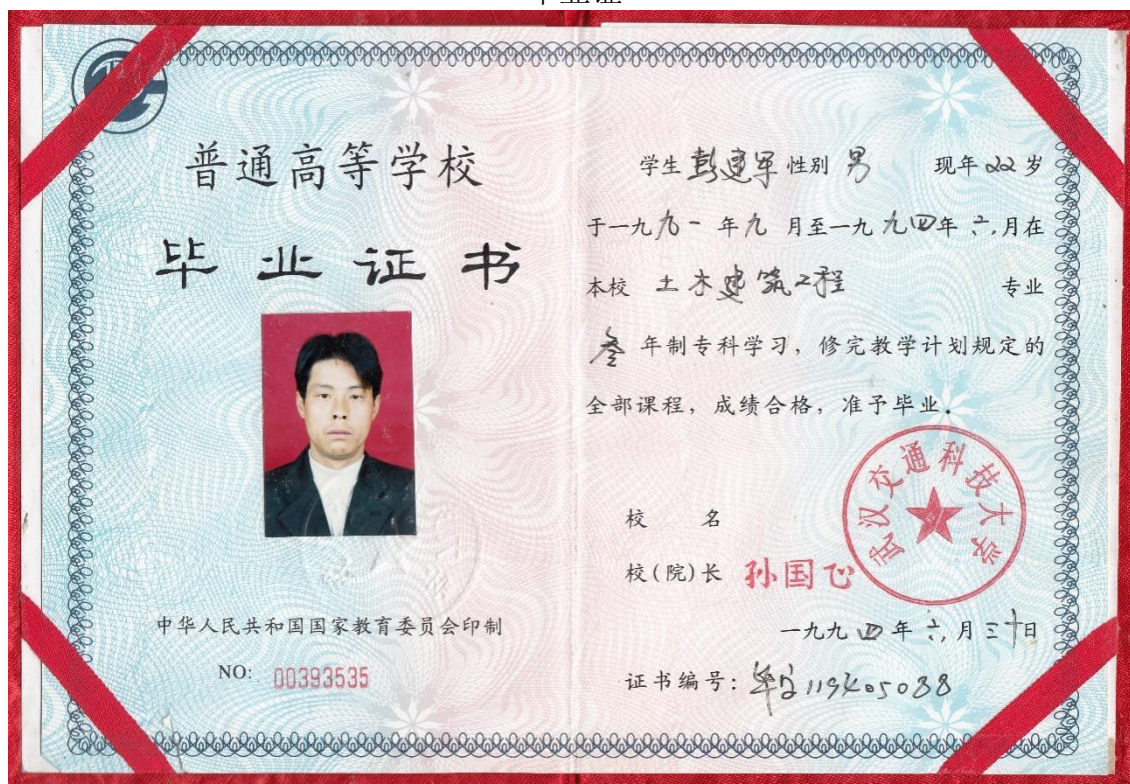 毕业证
普通高等学校
毕业证书
中华人民共和国国家教育委员会印制
NO: 00393535
学生 彭建军 性别 男 现年 22 岁
于一九九一年九月至一九九四年六月在
本校 土木建筑工程 专业
叁年制专科学习，修完教学计划规定的
全部课程，成绩合格，准予毕业．
武汉交通科技大学
校 名
校(院)长 孙国正
一九九四年六月三十日
证书编号: 119405088